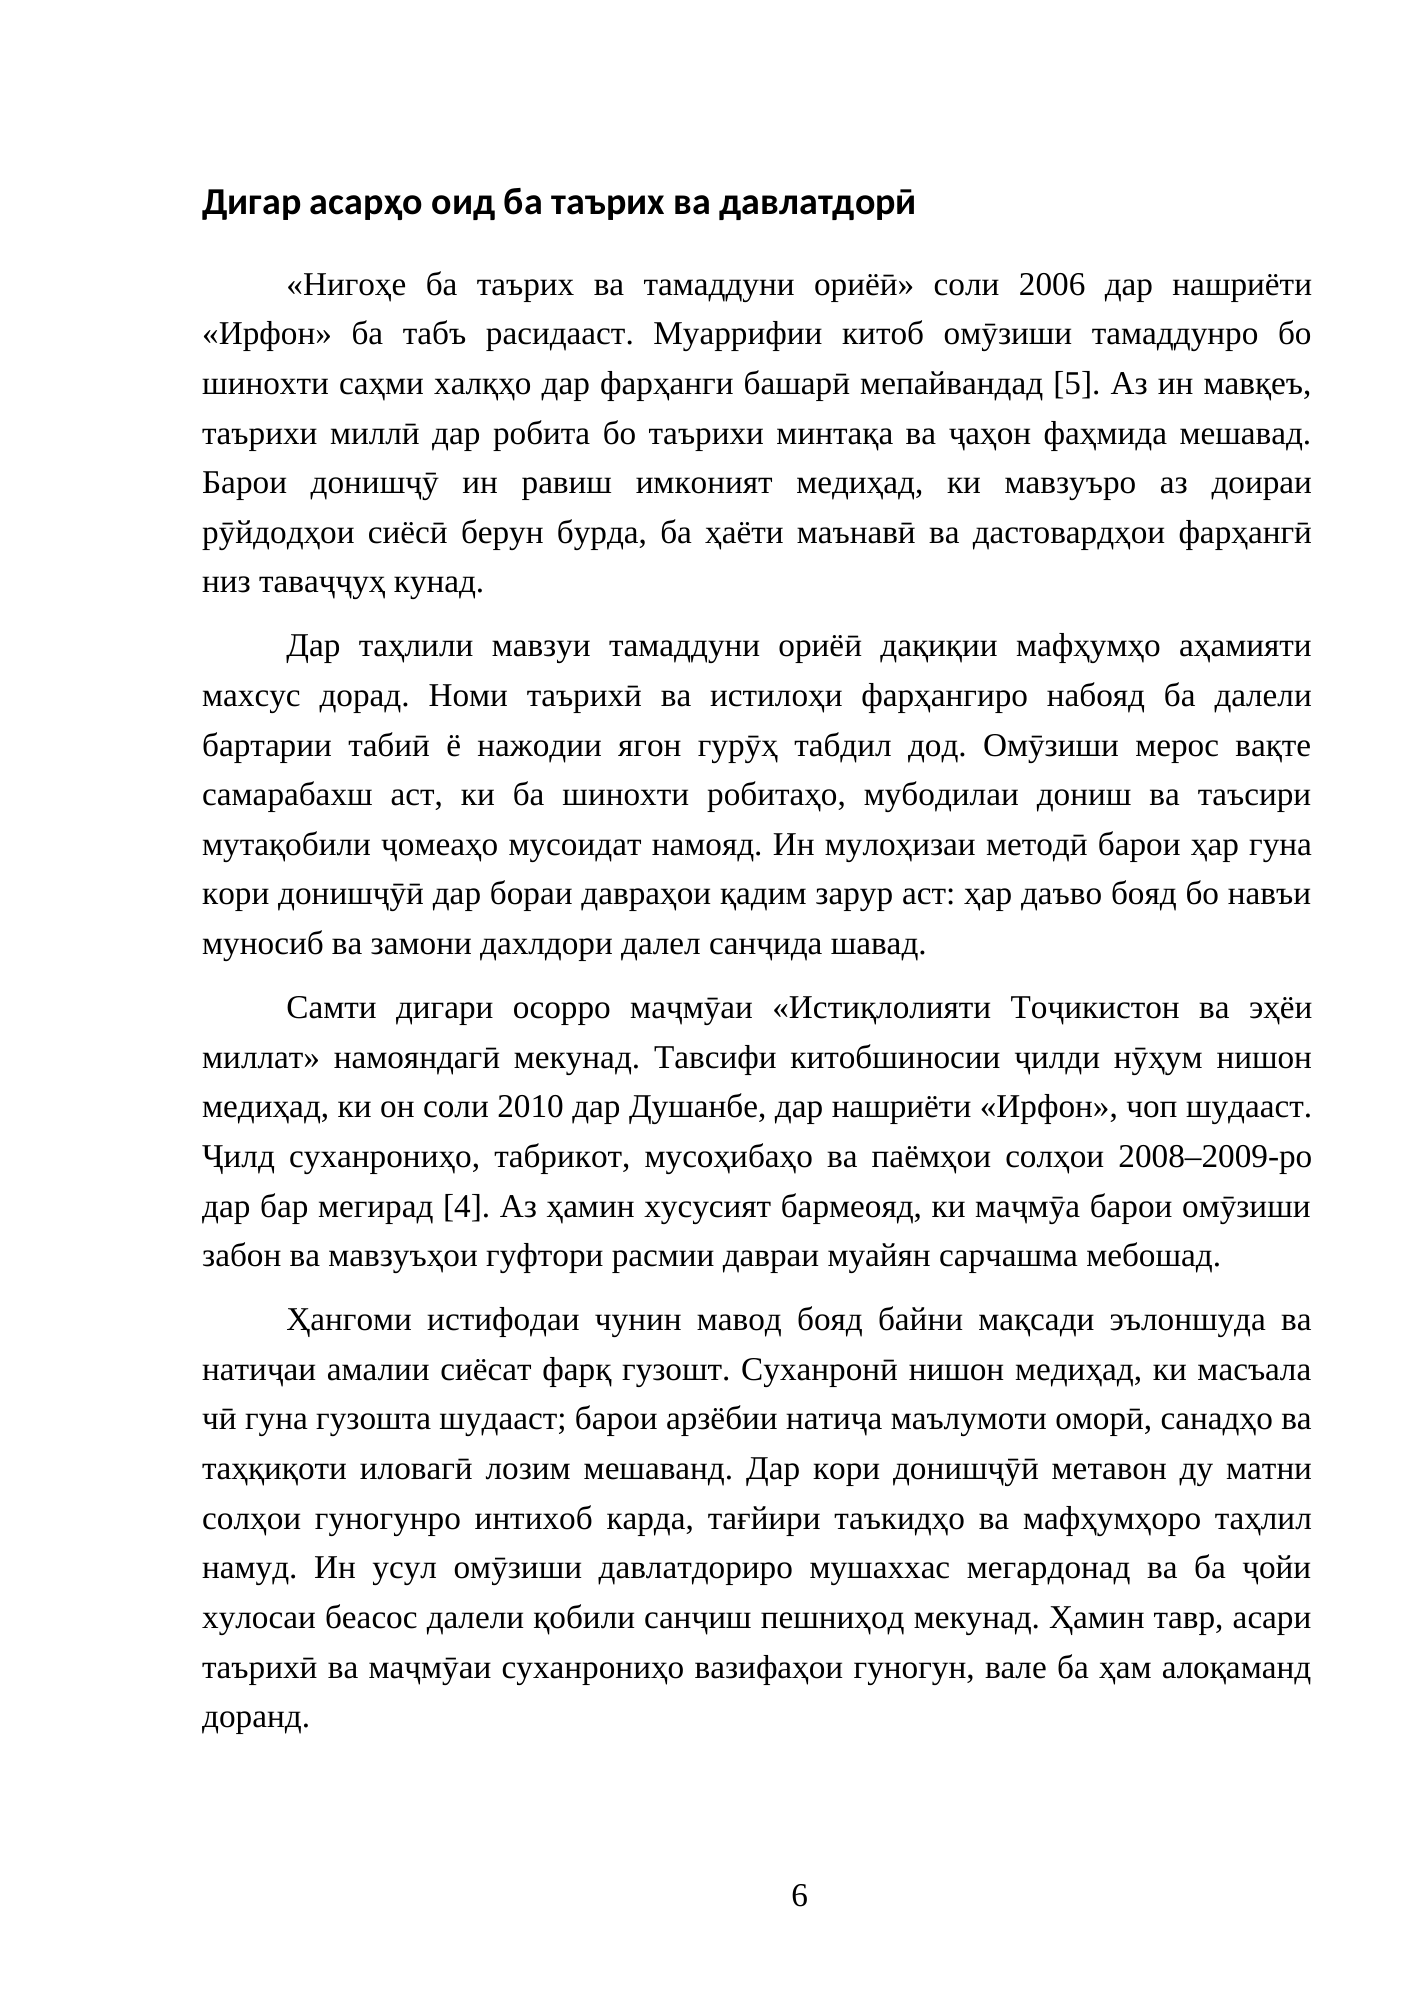 Дигар асарҳо оид ба таърих ва давлатдорӣ
«Нигоҳе ба таърих ва тамаддуни ориёӣ» соли 2006 дар нашриёти
«Ирфон» ба табъ расидааст. Муаррифии китоб омӯзиши тамаддунро бо
шинохти саҳми халқҳо дар фарҳанги башарӣ мепайвандад [5]. Аз ин мавқеъ,
таърихи миллӣ дар робита бо таърихи минтақа ва ҷаҳон фаҳмида мешавад.
Барои донишҷӯ ин равиш имконият медиҳад, ки мавзуъро аз доираи
рӯйдодҳои сиёсӣ берун бурда, ба ҳаёти маънавӣ ва дастовардҳои фарҳангӣ
низ таваҷҷуҳ кунад.
Дар таҳлили мавзуи тамаддуни ориёӣ дақиқии мафҳумҳо аҳамияти
махсус дорад. Номи таърихӣ ва истилоҳи фарҳангиро набояд ба далели
бартарии табиӣ ё нажодии ягон гурӯҳ табдил дод. Омӯзиши мерос вақте
самарабахш аст, ки ба шинохти робитаҳо, мубодилаи дониш ва таъсири
мутақобили ҷомеаҳо мусоидат намояд. Ин мулоҳизаи методӣ барои ҳар гуна
кори донишҷӯӣ дар бораи давраҳои қадим зарур аст: ҳар даъво бояд бо навъи
муносиб ва замони дахлдори далел санҷида шавад.
Самти дигари осорро маҷмӯаи «Истиқлолияти Тоҷикистон ва эҳёи
миллат» намояндагӣ мекунад. Тавсифи китобшиносии ҷилди нӯҳум нишон
медиҳад, ки он соли 2010 дар Душанбе, дар нашриёти «Ирфон», чоп шудааст.
Ҷилд суханрониҳо, табрикот, мусоҳибаҳо ва паёмҳои солҳои 2008–2009-ро
дар бар мегирад [4]. Аз ҳамин хусусият бармеояд, ки маҷмӯа барои омӯзиши
забон ва мавзуъҳои гуфтори расмии давраи муайян сарчашма мебошад.
Ҳангоми истифодаи чунин мавод бояд байни мақсади эълоншуда ва
натиҷаи амалии сиёсат фарқ гузошт. Суханронӣ нишон медиҳад, ки масъала
чӣ гуна гузошта шудааст; барои арзёбии натиҷа маълумоти оморӣ, санадҳо ва
таҳқиқоти иловагӣ лозим мешаванд. Дар кори донишҷӯӣ метавон ду матни
солҳои гуногунро интихоб карда, тағйири таъкидҳо ва мафҳумҳоро таҳлил
намуд. Ин усул омӯзиши давлатдориро мушаххас мегардонад ва ба ҷойи
хулосаи беасос далели қобили санҷиш пешниҳод мекунад. Ҳамин тавр, асари
таърихӣ ва маҷмӯаи суханрониҳо вазифаҳои гуногун, вале ба ҳам алоқаманд
доранд.
6